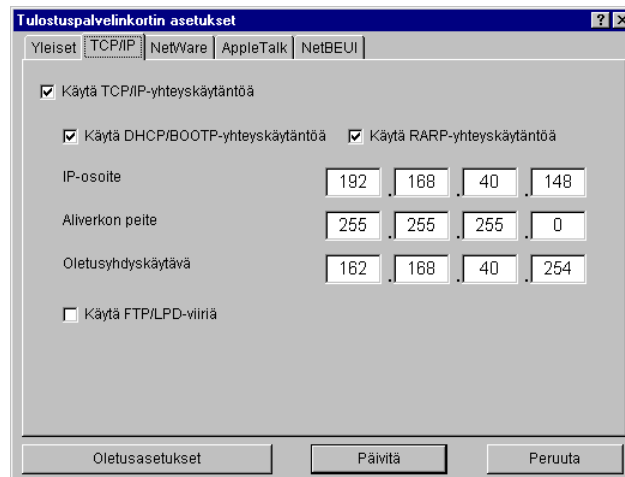 Tulostuspalvelinkortin asetukset
Yleiset TCP/IP NetWare AppleTalk NetBEUI
Käytä TCP/IP-yhteyskäytäntöä
Käytä DHCP/BOOTP-yhteyskäytäntöä Käytä RARP-yhteyskäytäntöä
IP-osoite 192 . 168 . 40 . 148
Aliverkon peite 255 . 255 . 255 . 0
Oletusyhdyskäytävä 162 . 168 . 40 . 254
Käytä FTP/LPD-viiriä
Oletusasetukset Päivitä Peruuta